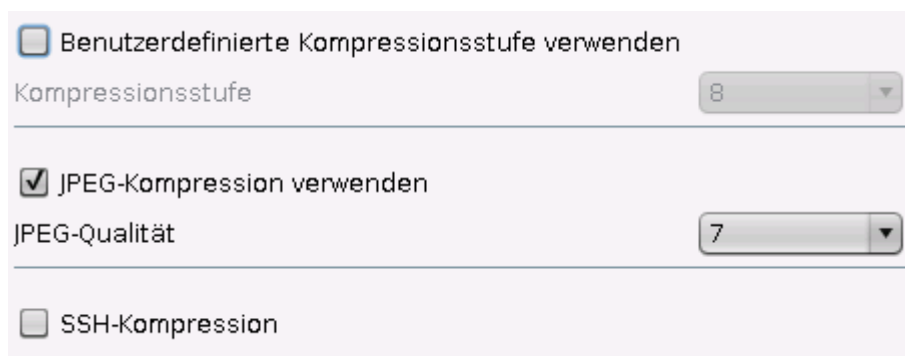 Benutzerdefinierte Kompressionsstufe verwenden
Kompressionsstufe 8
JPEG-Kompression verwenden
JPEG-Qualität 7
SSH-Kompression